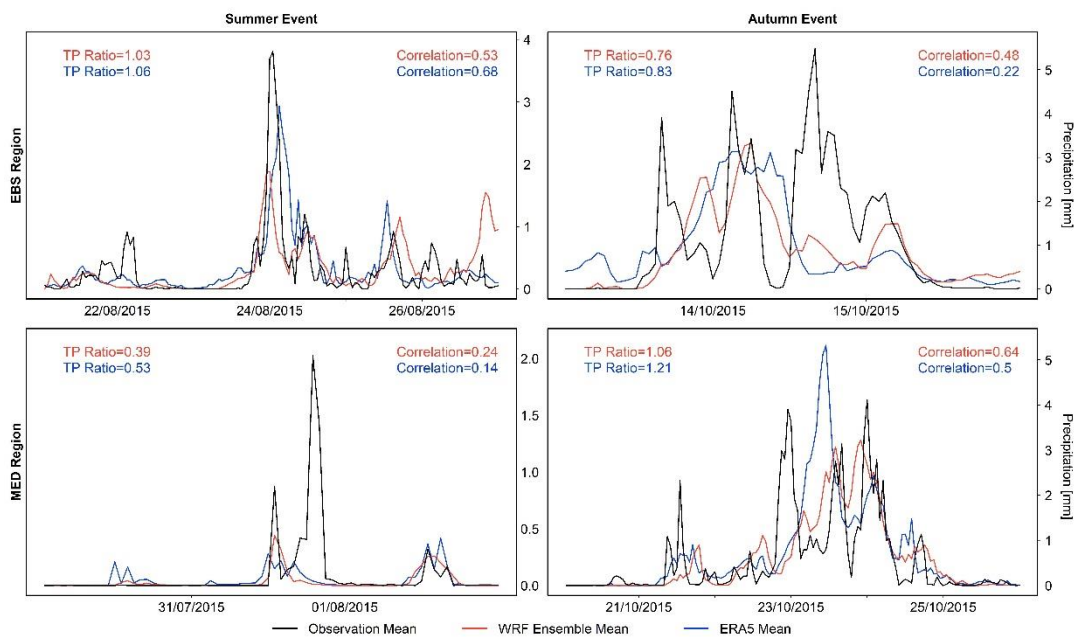 Summer Event
Autumn Event
EBS Region
TP Ratio=1.03
Correlation=0.53
TP Ratio=1.06
Correlation=0.68
4
3
2
1
0
22/08/2015
24/08/2015
26/08/2015
TP Ratio=0.76
Correlation=0.48
TP Ratio=0.83
Correlation=0.22
5
4
3
2
1
0
Precipitation [mm]
14/10/2015
15/10/2015
MED Region
TP Ratio=0.39
Correlation=0.24
TP Ratio=0.53
Correlation=0.14
2.0
1.5
1.0
0.5
0.0
31/07/2015
01/08/2015
TP Ratio=1.06
Correlation=0.64
TP Ratio=1.21
Correlation=0.5
5
4
3
2
1
0
Precipitation [mm]
21/10/2015
23/10/2015
25/10/2015
Observation Mean
WRF Ensemble Mean
ERA5 Mean